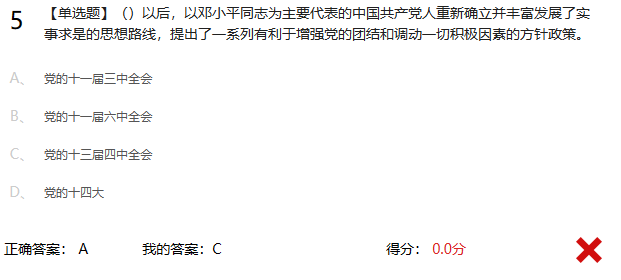 5 【单选题】（）以后，以邓小平同志为主要代表的中国共产党人重新确立并丰富发展了实
事求是的思想路线，提出了一系列有利于增强党的团结和调动一切积极因素的方针政策。
A、 党的十一届三中全会
B、 党的十一届六中全会
C、 党的十三届四中全会
D、 党的十四大
正确答案： A 我的答案：C 得分： 0.0分